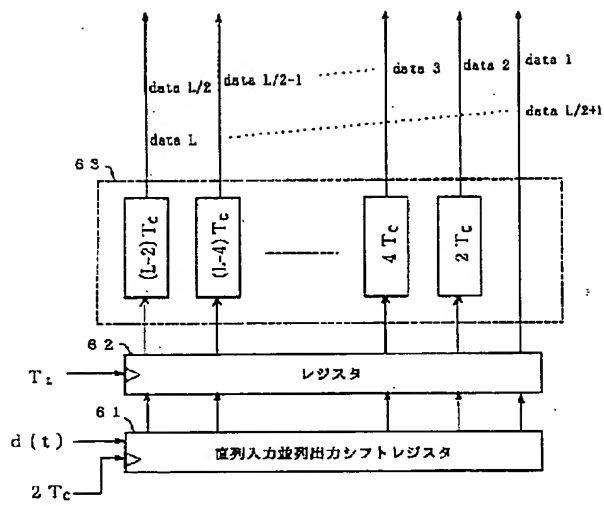 data L/2
data L/2-1
data 3
data 2
data 1
data L
data L/2+1
63
(L-2) Tc
(L-4) Tc
4 Tc
2 Tc
62
TL
レジスタ
61
d(t)
直列入力並列出力シフトレジスタ
2 Tc